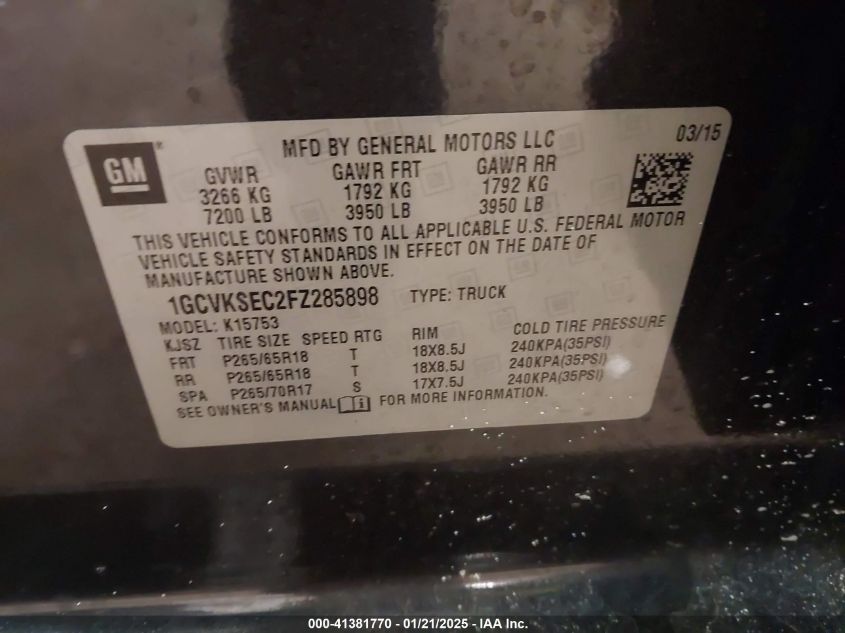 GM
MFD BY GENERAL MOTORS LLC
03/15
GVWR GAWR FRT GAWR RR
3266 KG 1792 KG 1792 KG
7200 LB 3950 LB 3950 LB
THIS VEHICLE CONFORMS TO ALL APPLICABLE U.S. FEDERAL MOTOR
VEHICLE SAFETY STANDARDS IN EFFECT ON THE DATE OF
MANUFACTURE SHOWN ABOVE.
1GCVKSEC2FZ285898 TYPE: TRUCK
MODEL: K15753
KJSZ TIRE SIZE SPEED RTG RIM COLD TIRE PRESSURE
FRT P265/65R18 T 18X8.5J 240KPA(35PSI)
RR P265/65R18 T 18X8.5J 240KPA(35PSI)
SPA P265/70R17 S 17X7.5J 240KPA(35PSI)
SEE OWNER'S MANUAL i FOR MORE INFORMATION.
000-41381770 / 01/21/2025 - IAA Inc.